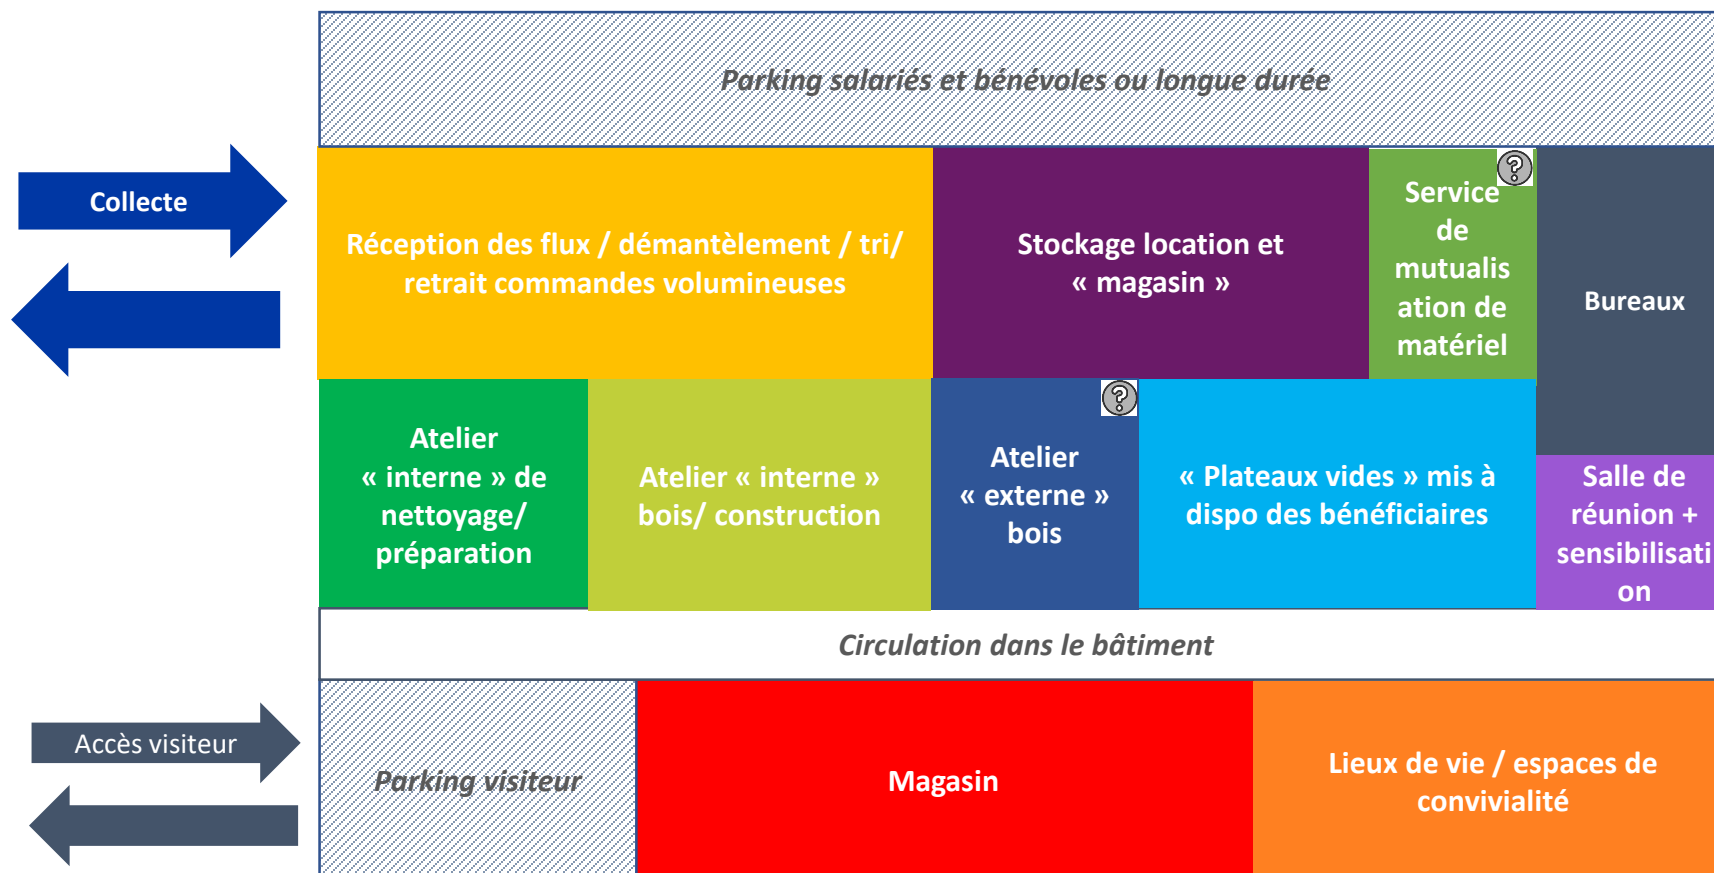 Parking salariés et bénévoles ou longue durée
Collecte
Réception des flux / démantèlement / tri/
retrait commandes volumineuses
Stockage location et
« magasin »
?
Service
de
mutualis
ation de
matériel
Bureaux
Atelier
« interne » de
nettoyage/
préparation
Atelier « interne »
bois/ construction
?
Atelier
« externe »
bois
« Plateaux vides » mis à
dispo des bénéficiaires
Salle de
réunion +
sensibilisati
on
Circulation dans le bâtiment
Accès visiteur
Parking visiteur
Magasin
Lieux de vie / espaces de
convivialité